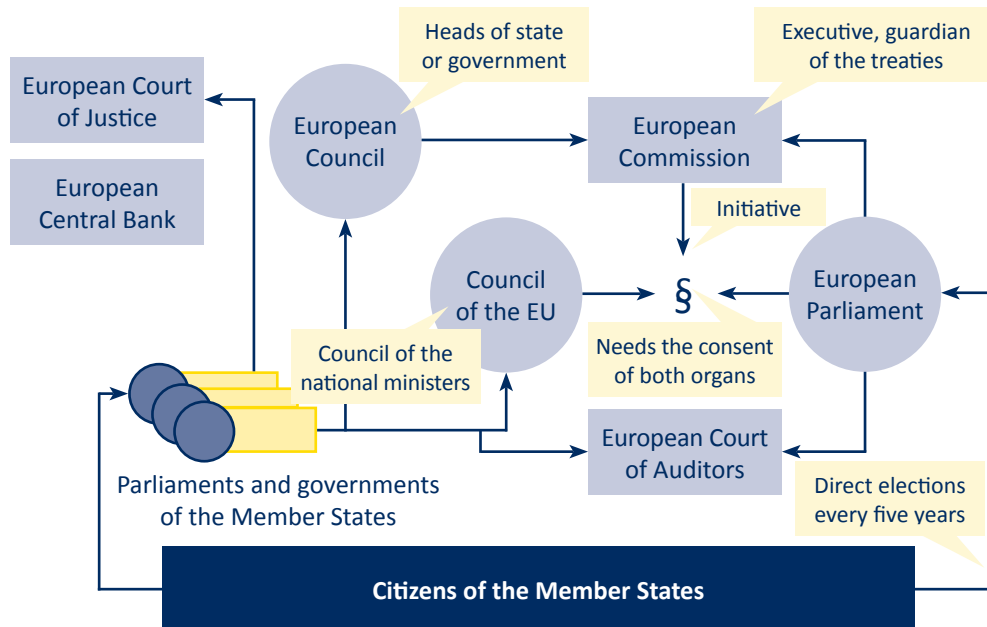 Heads of state
or government
Executive, guardian
of the treaties
European Court
of Justice
European
Council
European
Commission
European
Central Bank
Initiative
Council
of the EU
§
European
Parliament
Council of the
national ministers
Needs the consent
of both organs
European Court
of Auditors
Parliaments and governments
of the Member States
Direct elections
every five years
Citizens of the Member States